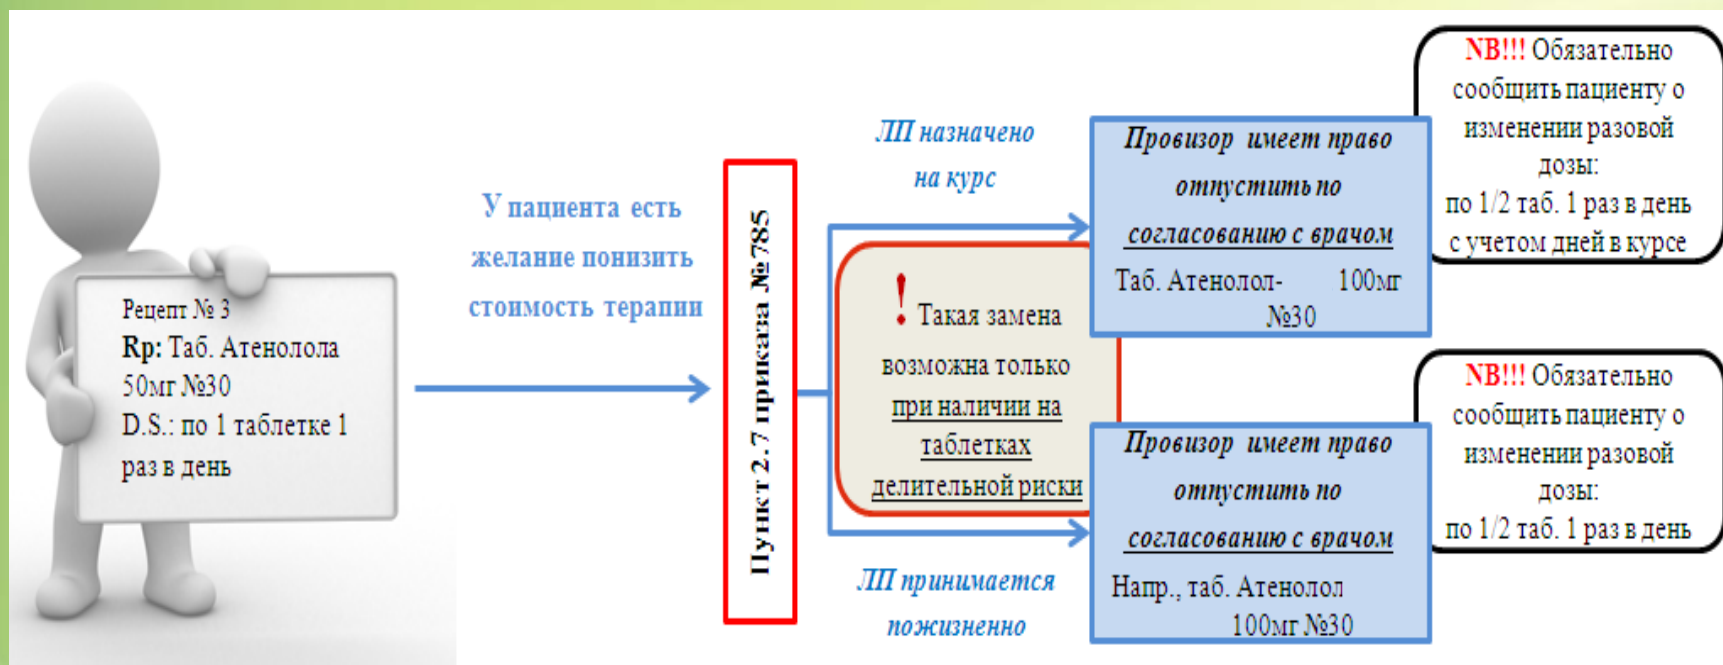 Рецепт № 3
Rp: Таб. Атенолола
50мг №30
D.S.: по 1 таблетке 1
раз в день
У пациента есть
желание понизить
стоимость терапии
Пункт 2.7 приказа №785
ЛП назначено
на курс
! Такая замена
возможна только
при наличии на
таблетках
делительной риски
ЛП принимается
пожизненно
Провизор имеет право
отпустить по
согласованию с врачом
Таб. Атенолол- 100мг
№30
NB!!! Обязательно
сообщить пациенту о
изменении разовой
дозы:
по 1/2 таб. 1 раз в день
с учетом дней в курсе
Провизор имеет право
отпустить по
согласованию с врачом
Напр., таб. Атенолол
100мг №30
NB!!! Обязательно
сообщить пациенту о
изменении разовой
дозы:
по 1/2 таб. 1 раз в день